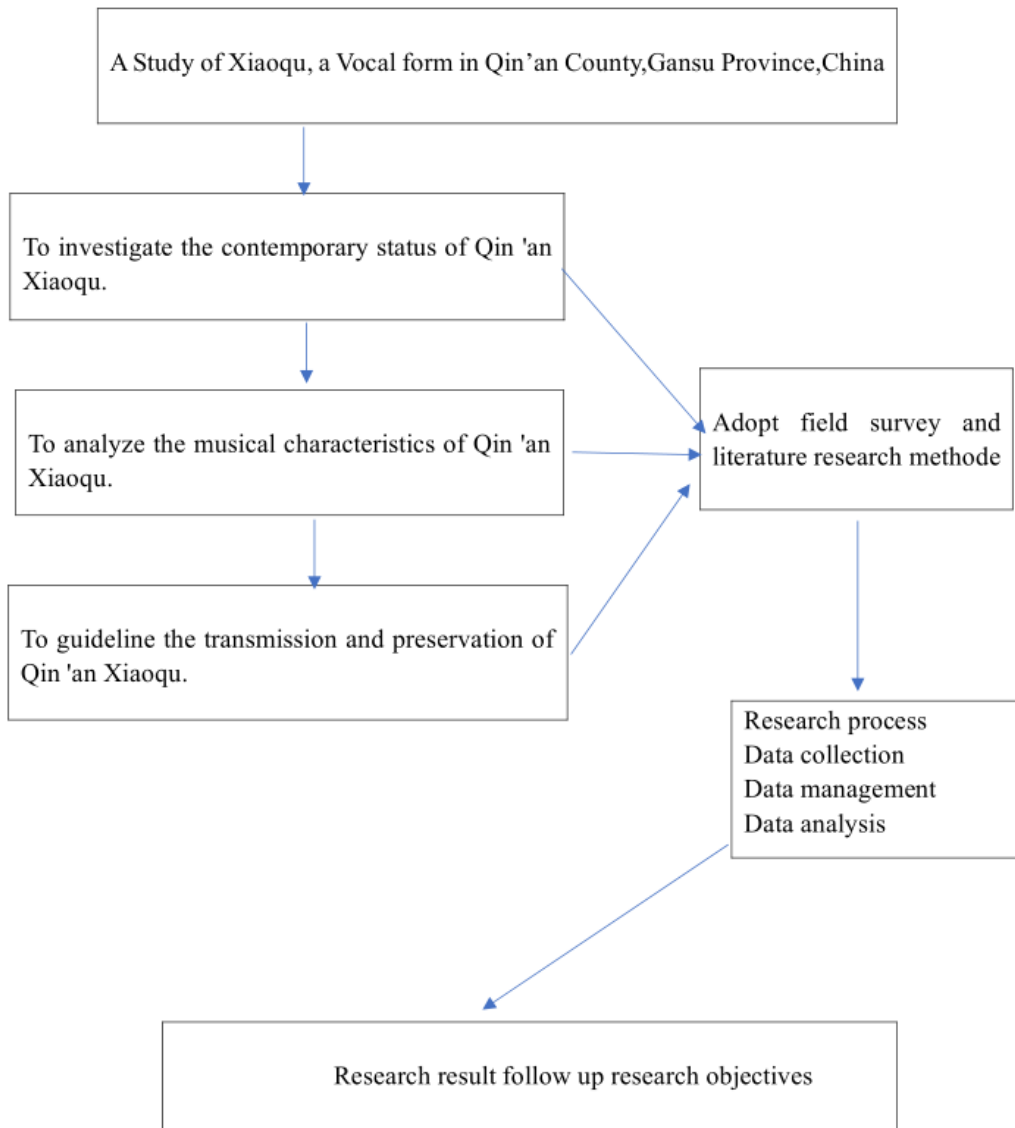 A Study of Xiaoqu, a Vocal form in Qin’an County,Gansu Province,China
To investigate the contemporary status of Qin 'an
Xiaoqu.
To analyze the musical characteristics of Qin 'an
Xiaoqu.
To guideline the transmission and preservation of
Qin 'an Xiaoqu.
Adopt field survey and
literature research methode
Research process
Data collection
Data management
Data analysis
Research result follow up research objectives